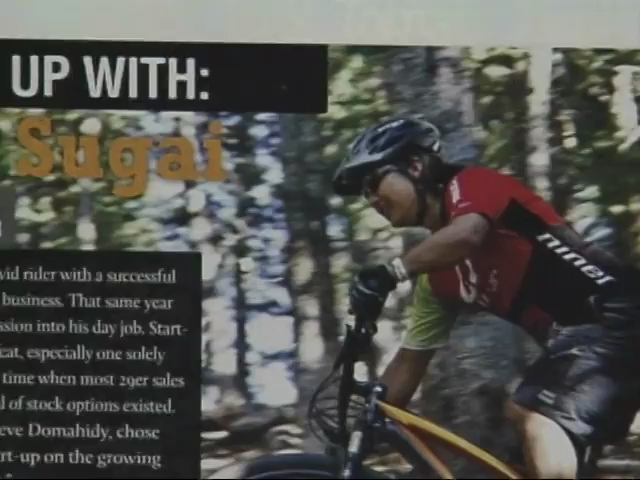 UP WITH:
Sugai
vid rider with a successful
business. That same year
ssion into his day job. Start-
eat, especially one solely
time when most 29er sales
l of stock options existed.
eve Domahidy, chose
rt-up on the growing
niner